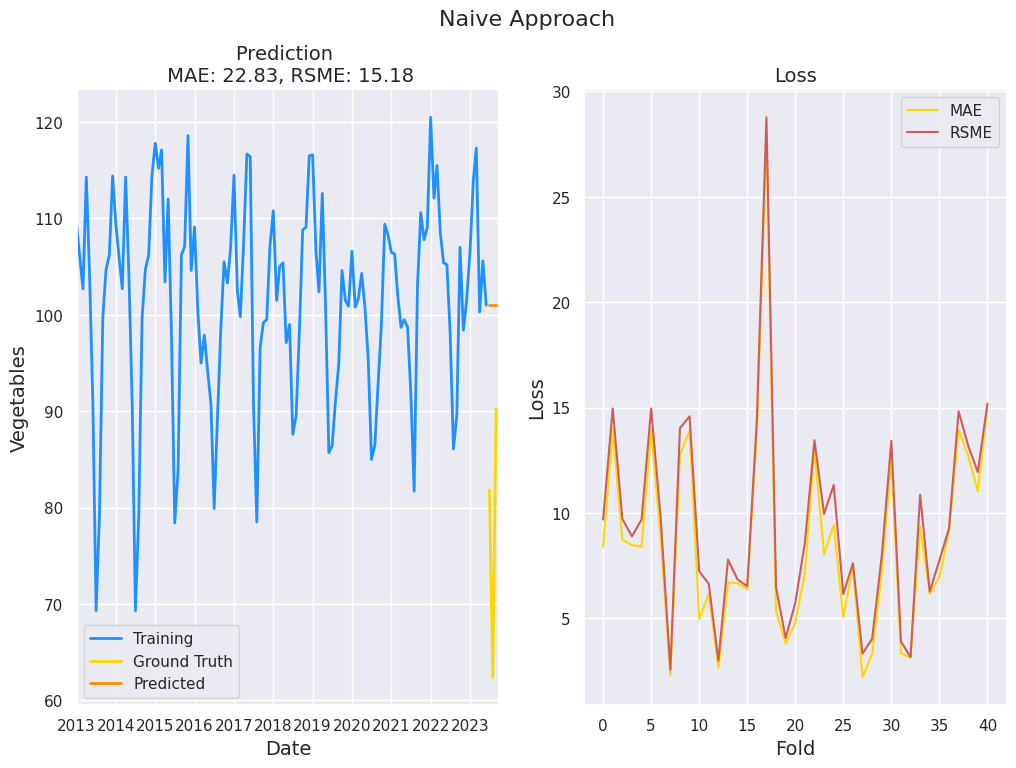 Naive Approach
Prediction
MAE: 22.83, RSME: 15.18
Vegetables
120
110
100
90
80
70
60
Training
Ground Truth
Predicted
2013 2014 2015 2016 2017 2018 2019 2020 2021 2022 2023
Date
Loss
Loss
30
25
20
15
10
5
MAE
RSME
0 5 10 15 20 25 30 35 40
Fold